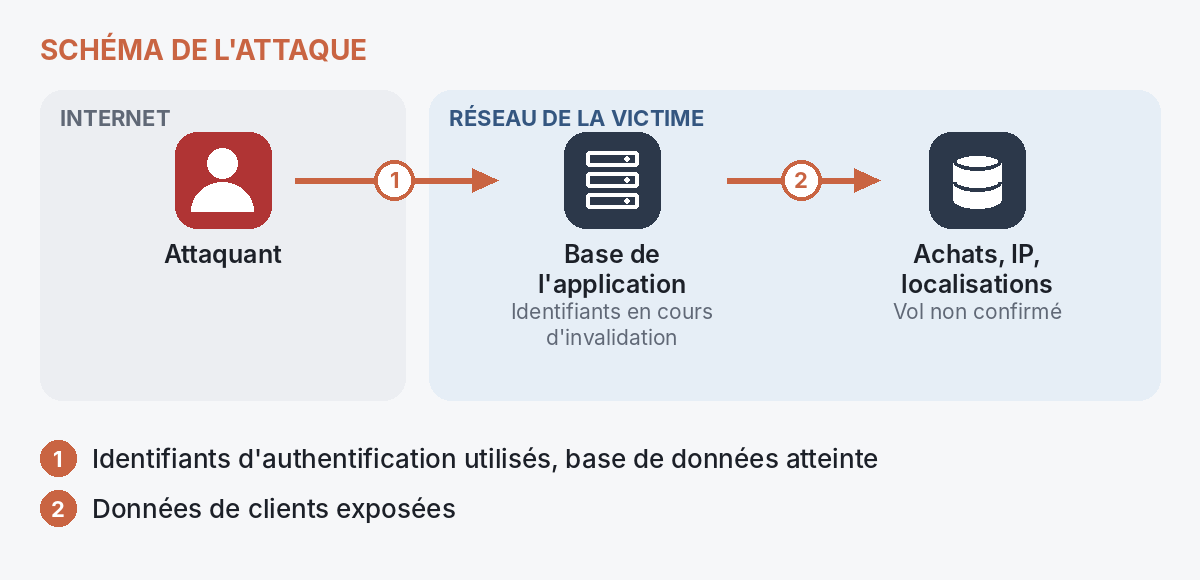 SCHÉMA DE L'ATTAQUE
INTERNET
RÉSEAU DE LA VICTIME
1
2
Attaquant
Base de
l'application
Identifiants en cours
d'invalidation
Achats, IP,
localisations
Vol non confirmé
1 Identifiants d'authentification utilisés, base de données atteinte
2 Données de clients exposées